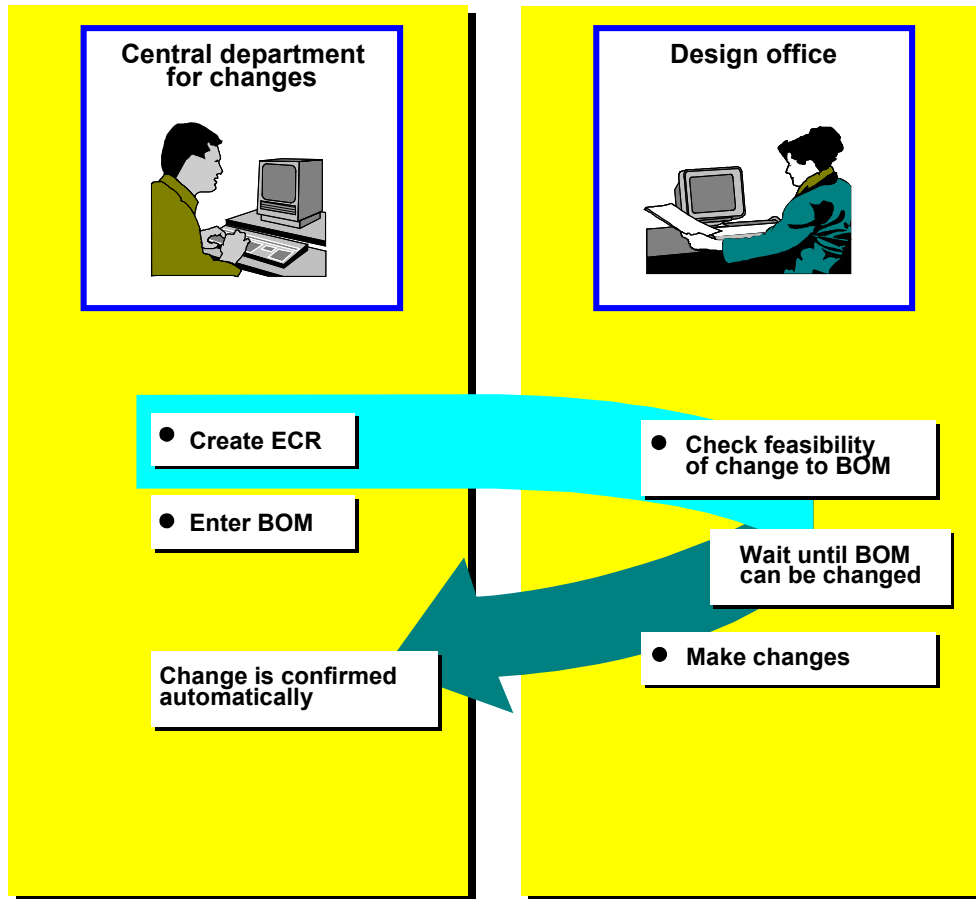 Central department
for changes
Design office
● Create ECR
● Enter BOM
● Check feasibility
of change to BOM
Wait until BOM
can be changed
● Make changes
Change is confirmed
automatically